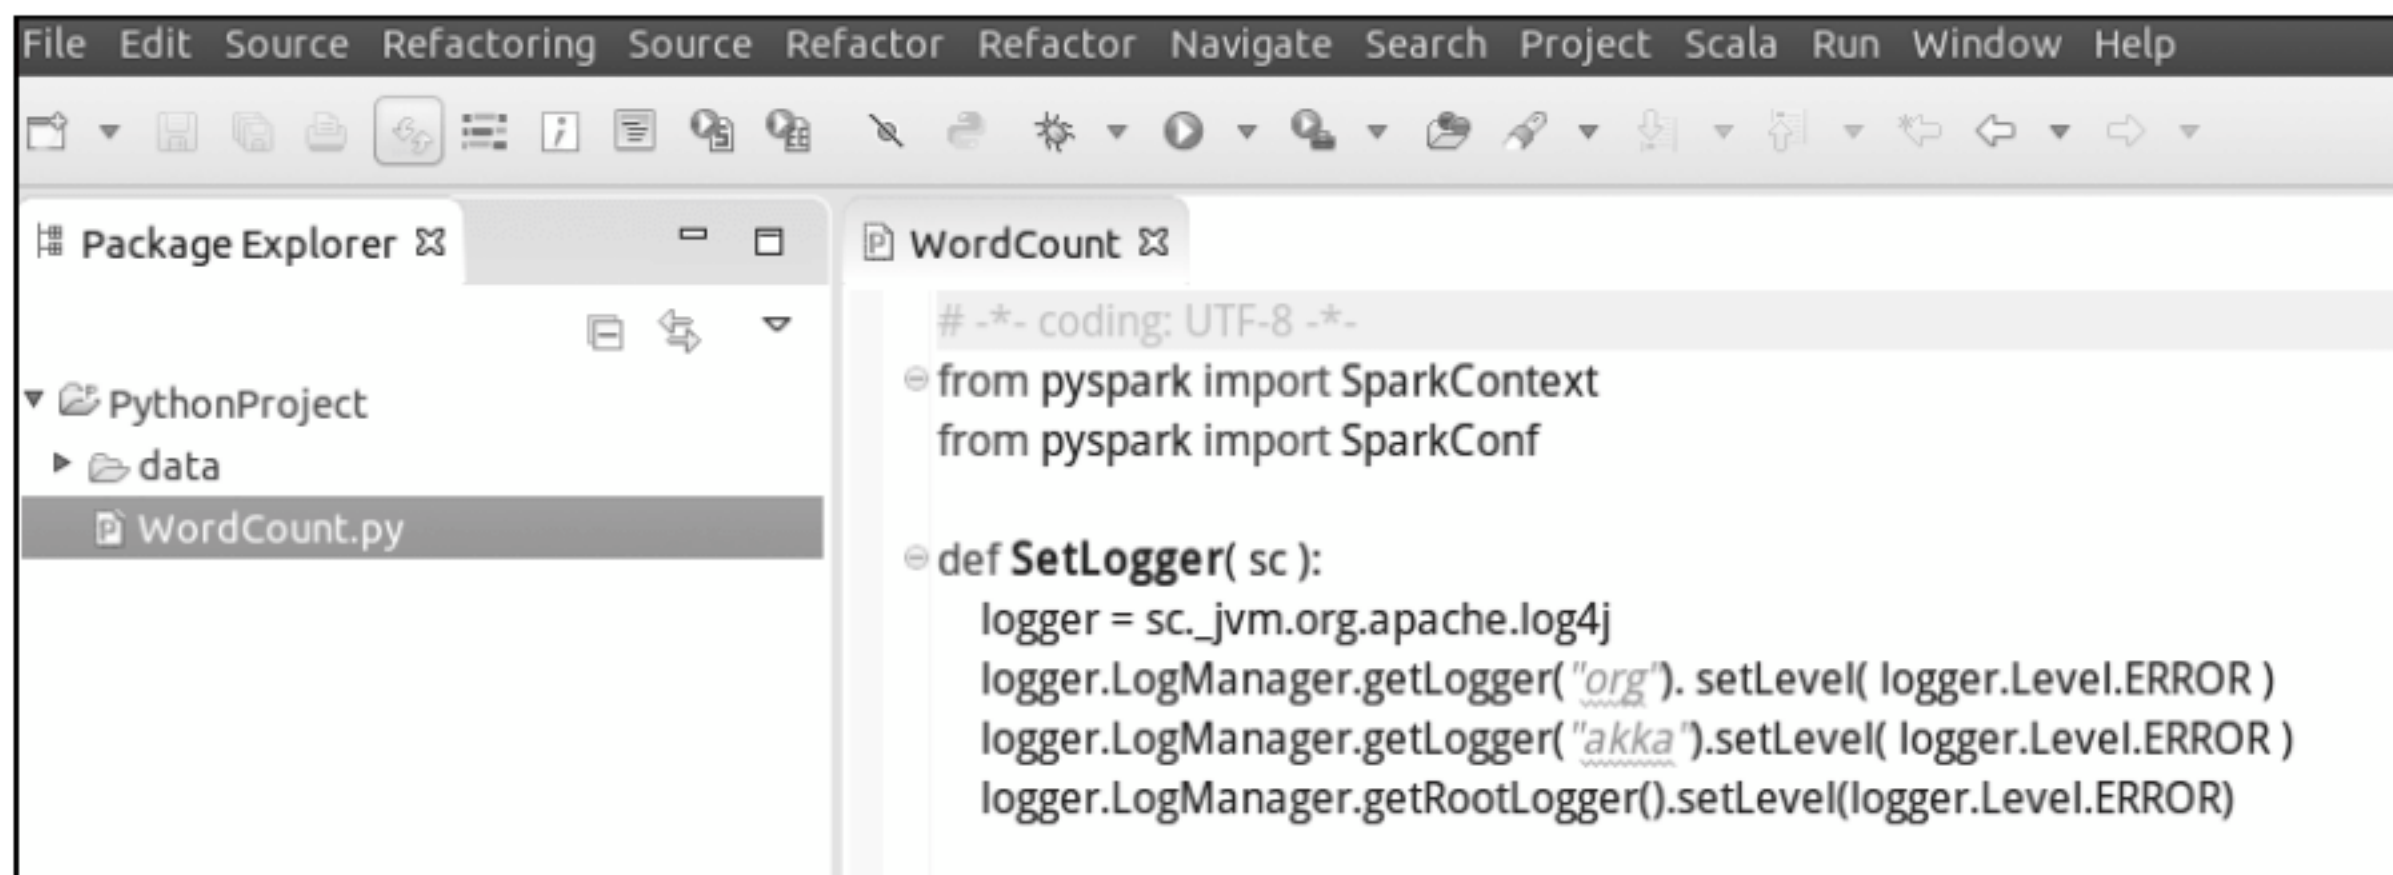 File Edit Source Refactoring Source Refactor Refactor Navigate Search Project Scala Run Window Help
Package Explorer
PythonProject
data
WordCount.py
WordCount
# -*- coding: UTF-8 -*-
from pyspark import SparkContext
from pyspark import SparkConf
def SetLogger( sc ):
logger = sc._jvm.org.apache.log4j
logger.LogManager.getLogger("org"). setLevel( logger.Level.ERROR )
logger.LogManager.getLogger("akka").setLevel( logger.Level.ERROR )
logger.LogManager.getRootLogger().setLevel(logger.Level.ERROR)